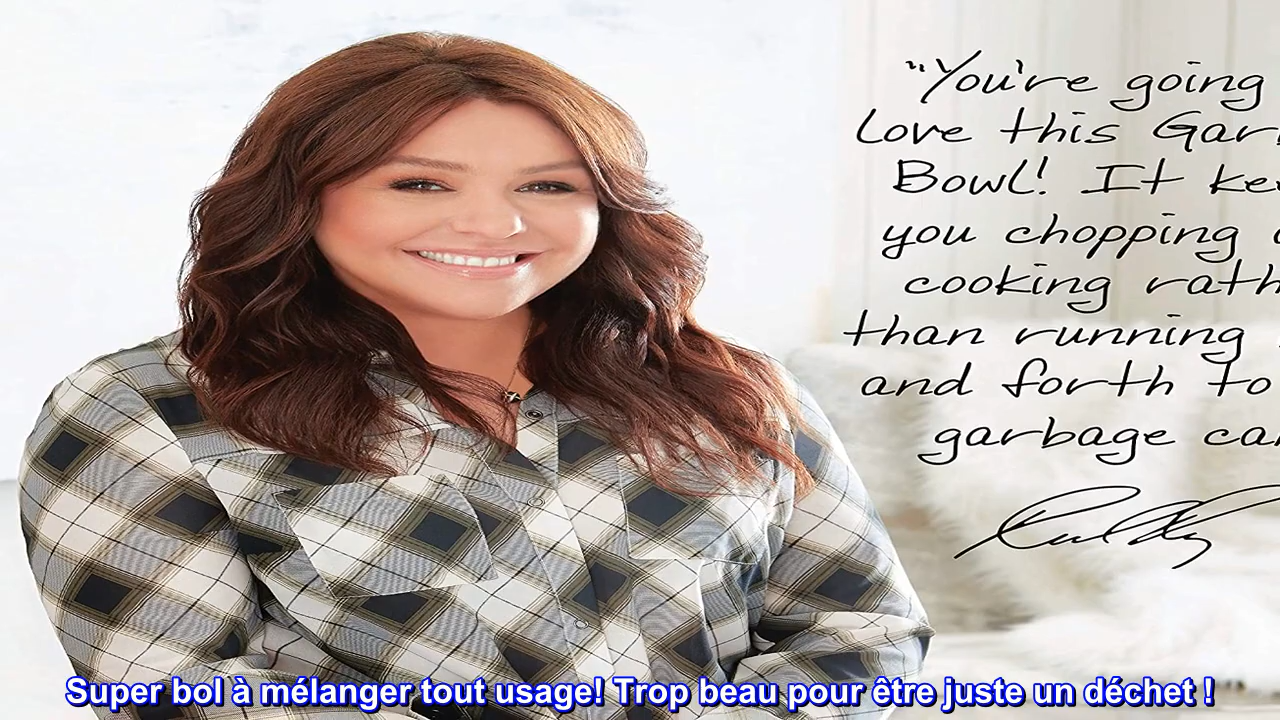 "You're going
love this Gar
Bowl! It ke
you chopping
cooking rath
than running
and forth to
garbage ca
Super bol à mélanger tout usage! Trop beau pour être juste un déchet !